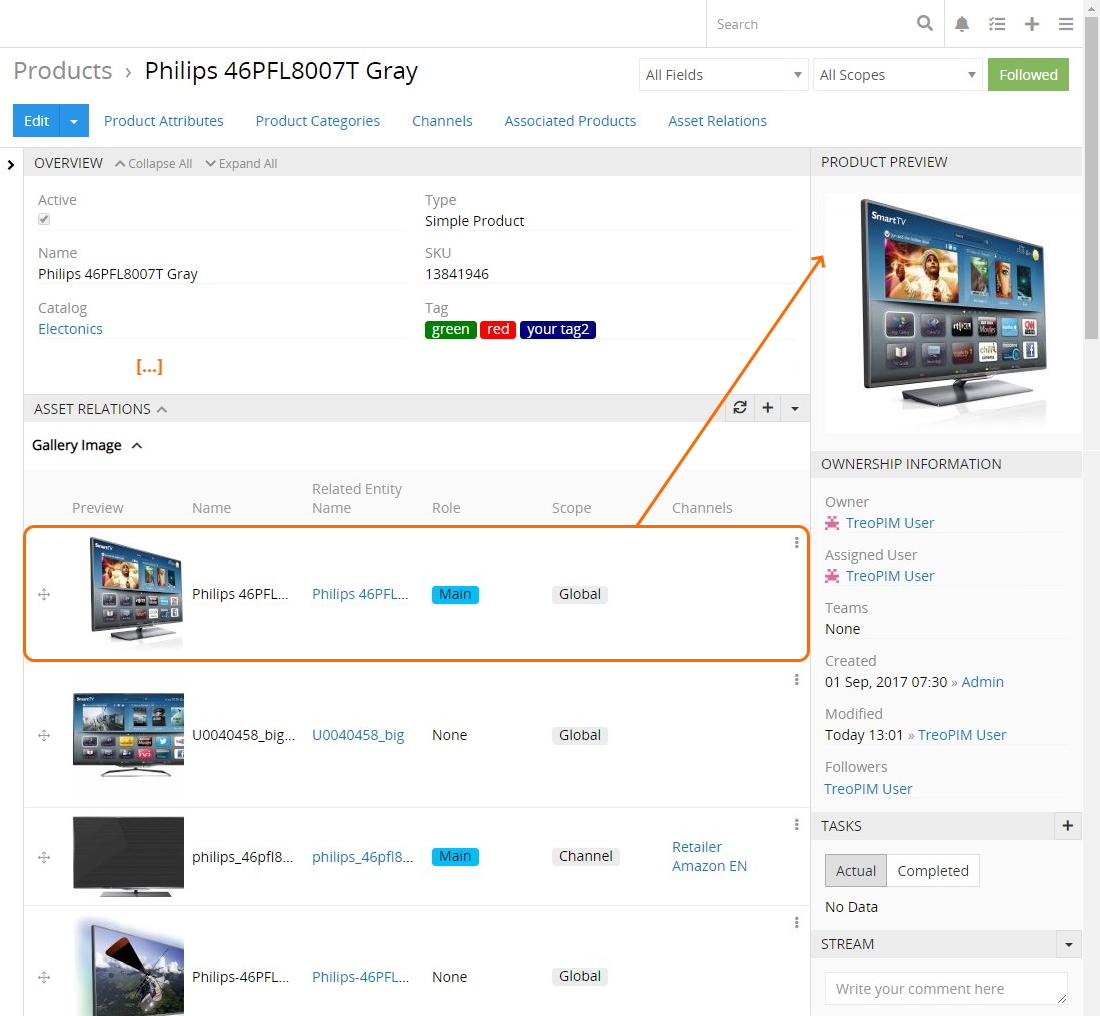 Search
Products › Philips 46PFL8007T Gray
All Fields
All Scopes
Followed
Edit
Product Attributes
Product Categories
Channels
Associated Products
Asset Relations
OVERVIEW
Collapse All
Expand All
Active
Type
Simple Product
Name
Philips 46PFL8007T Gray
SKU
13841946
Catalog
Electonics
Tag
green
red
your tag2
[...]
ASSET RELATIONS
Gallery Image
Preview
Name
Related Entity
Name
Role
Scope
Channels
SmartTV
Philips 46PFL...
Philips 46PFL...
Main
Global
SmartTV
U0040458_big...
U0040458_big
None
Global
philips_46pfl8...
philips_46pfl8...
Main
Channel
Retailer
Amazon EN
Philips-46PFL...
Philips-46PFL...
None
Global
PRODUCT PREVIEW
SmartTV
OWNERSHIP INFORMATION
Owner
TreoPIM User
Assigned User
TreoPIM User
Teams
None
Created
01 Sep, 2017 07:30 » Admin
Modified
Today 13:01 » TreoPIM User
Followers
TreoPIM User
TASKS
Actual
Completed
No Data
STREAM
Write your comment here